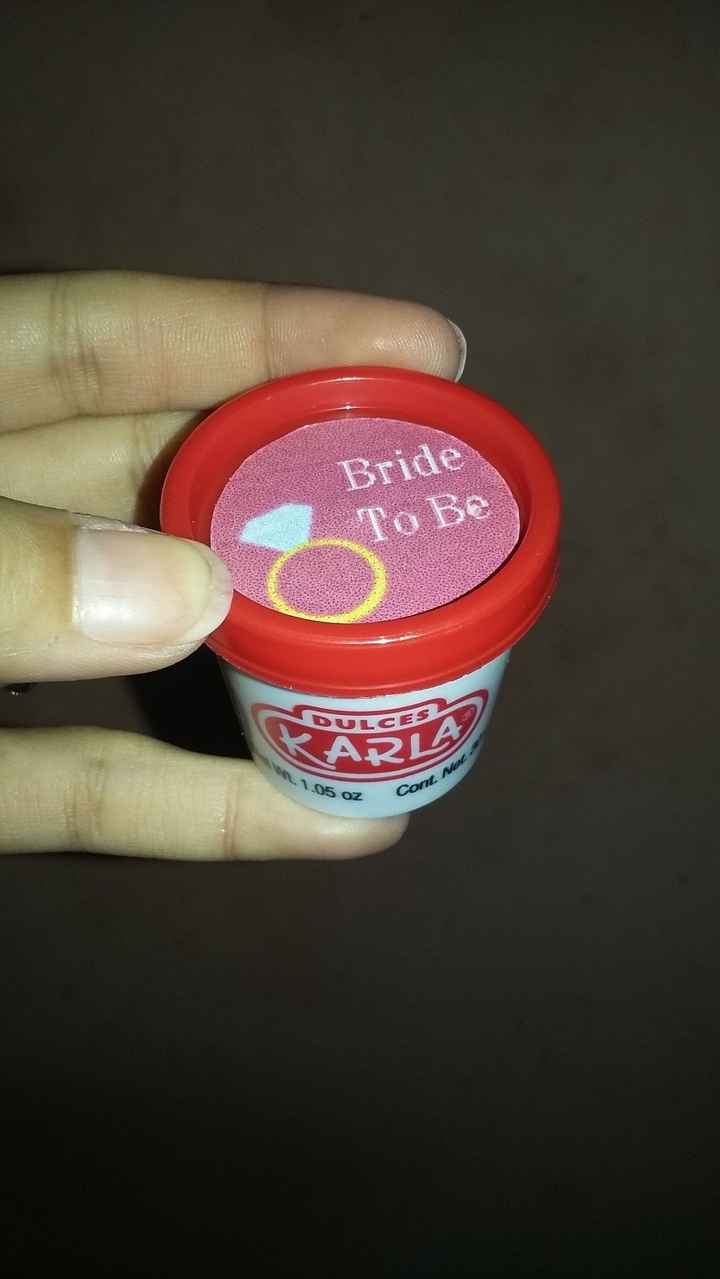 Bride
To Be
DULCES
KARLA®
Wt. 1.05 oz Cont. Net.